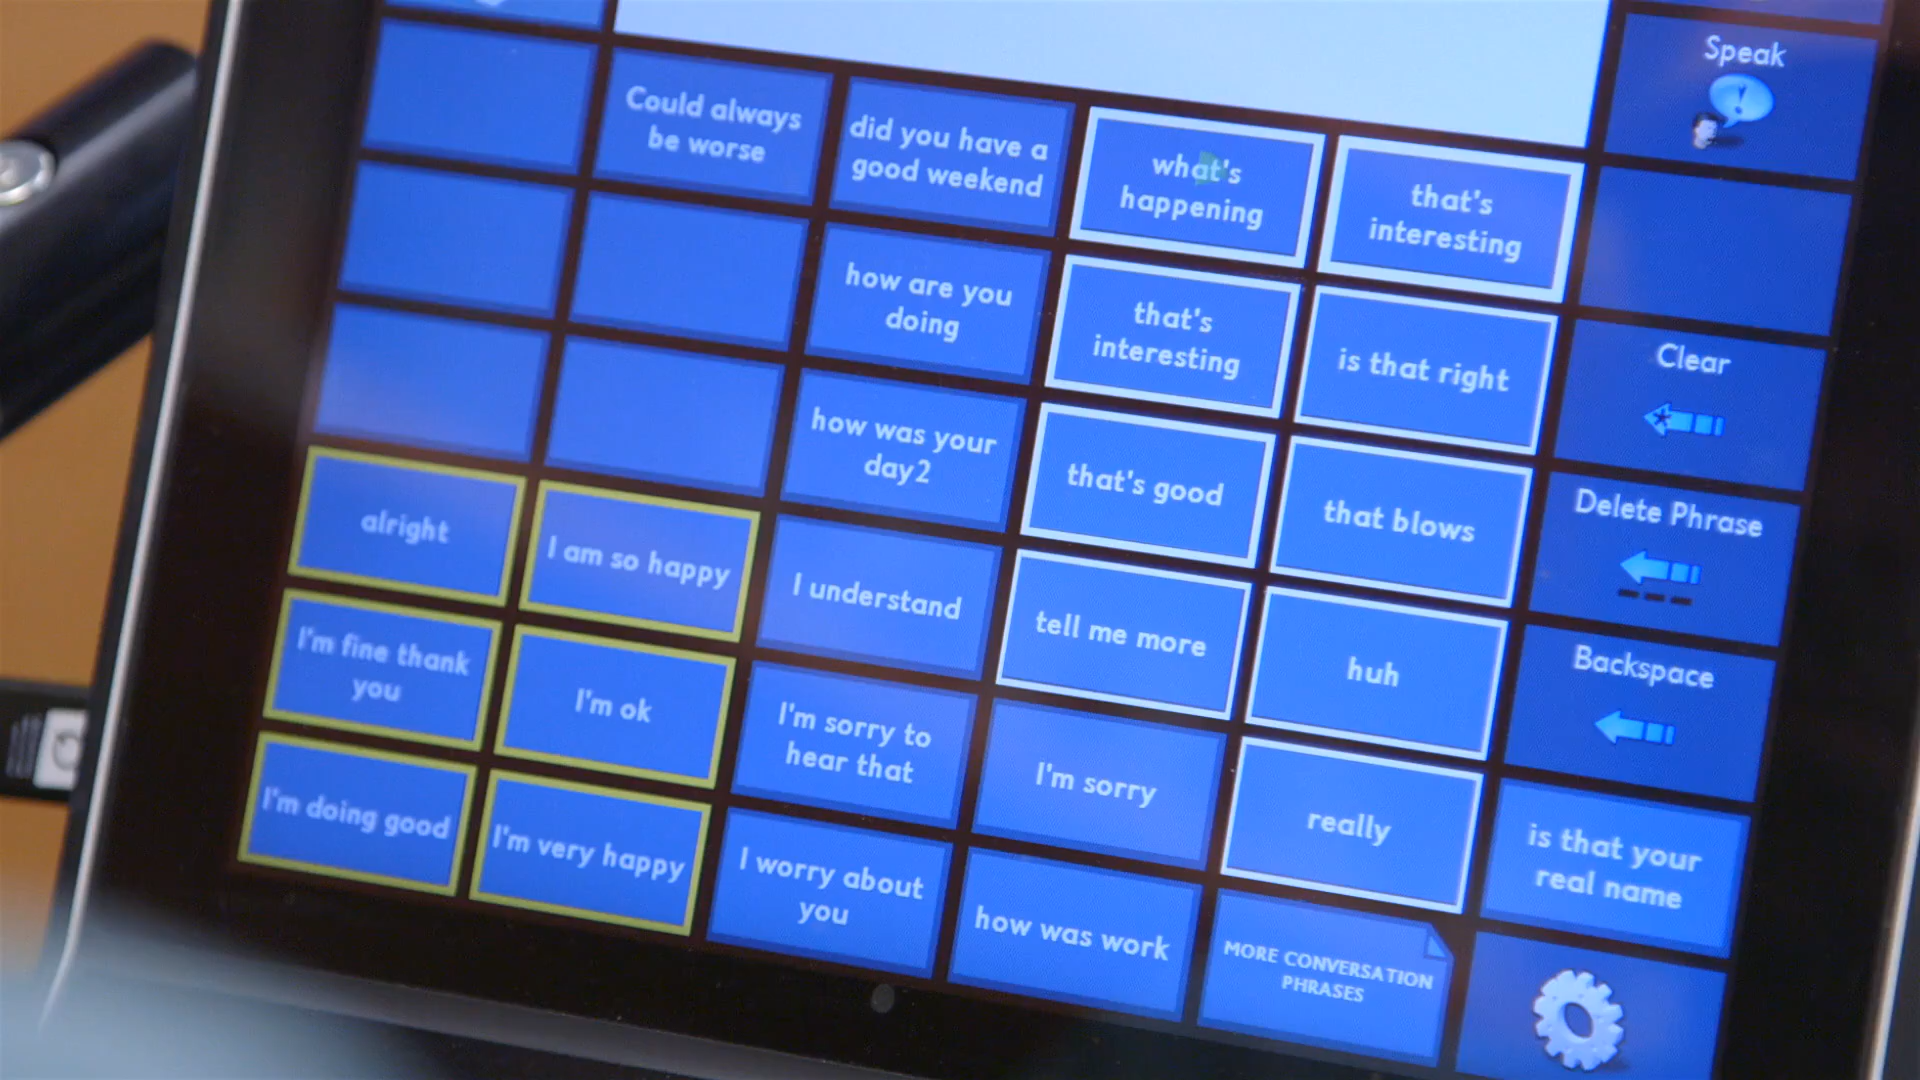 Speak
Could always
be worse
did you have a
good weekend
what's
happening
that's
interesting
how are you
doing
that's
interesting
is that right
Clear
how was your
day2
that's good
that blows
Delete Phrase
alright
I am so happy
I understand
tell me more
huh
Backspace
I'm fine thank
you
I'm ok
I'm sorry to
hear that
I'm sorry
really
is that your
real name
I'm doing good
I'm very happy
I worry about
you
how was work
MORE CONVERSATION
PHRASES